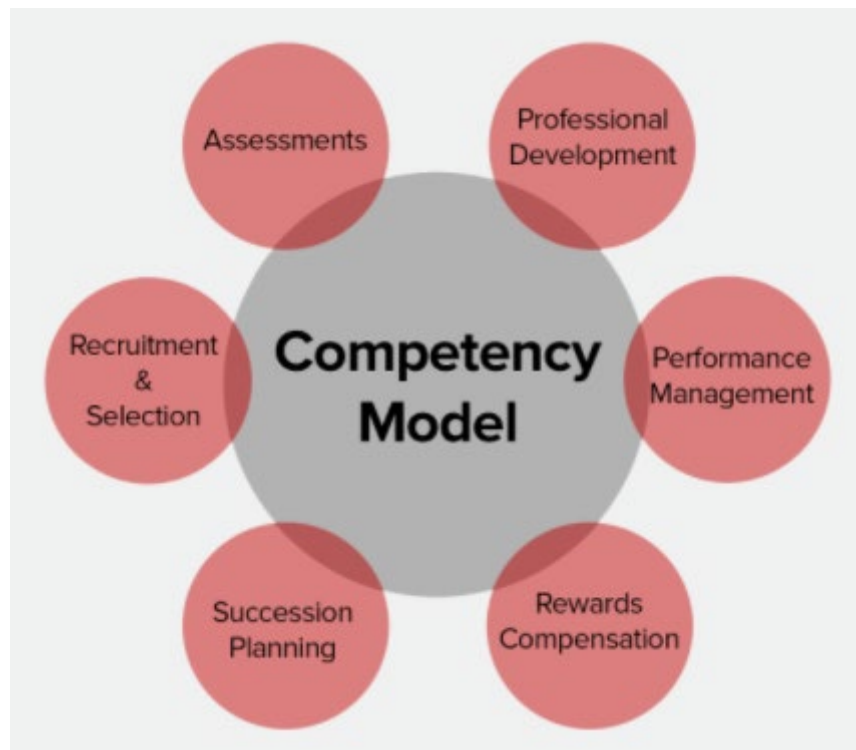 Assessments
Professional
Development
Recruitment
&
Selection
Competency
Model
Performance
Management
Succession
Planning
Rewards
Compensation